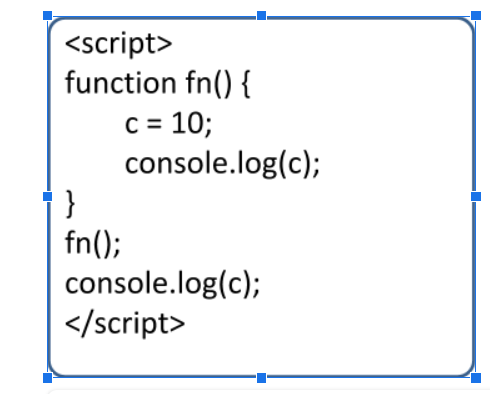 <script>
function fn() {
c = 10;
console.log(c);
}
fn();
console.log(c);
</script>